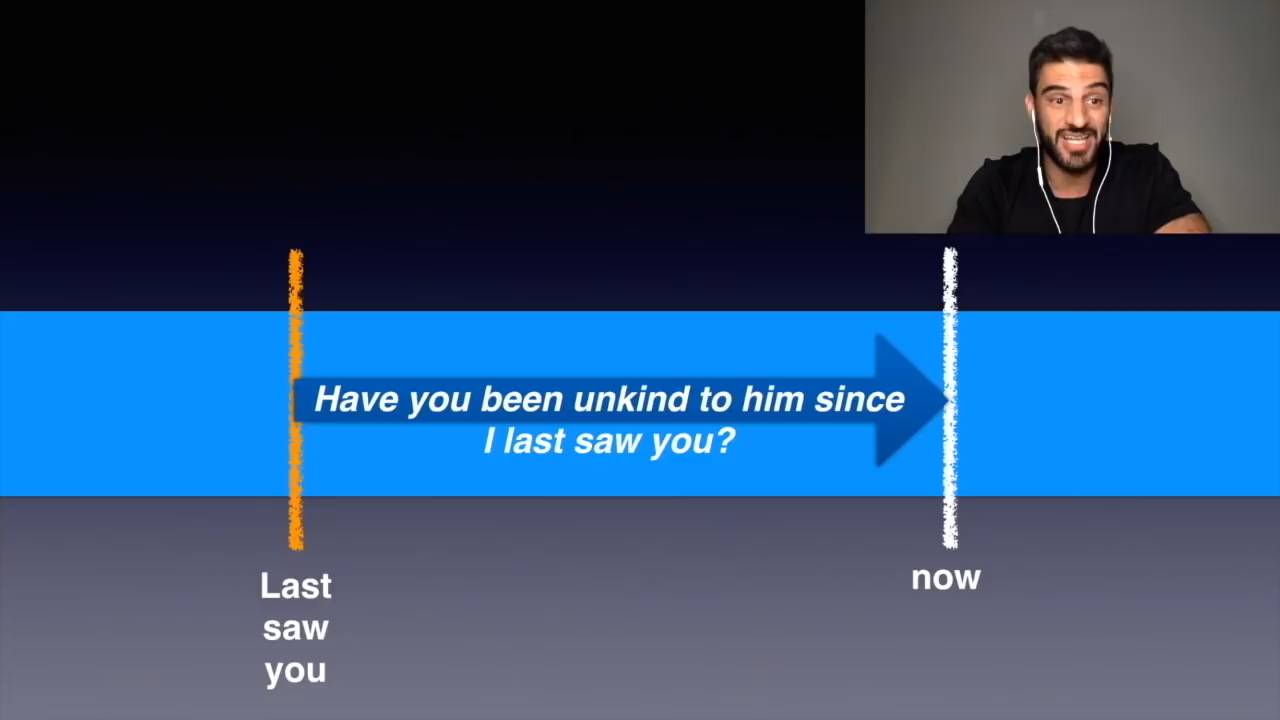 Have you been unkind to him since
I last saw you?
Last
saw
you
now